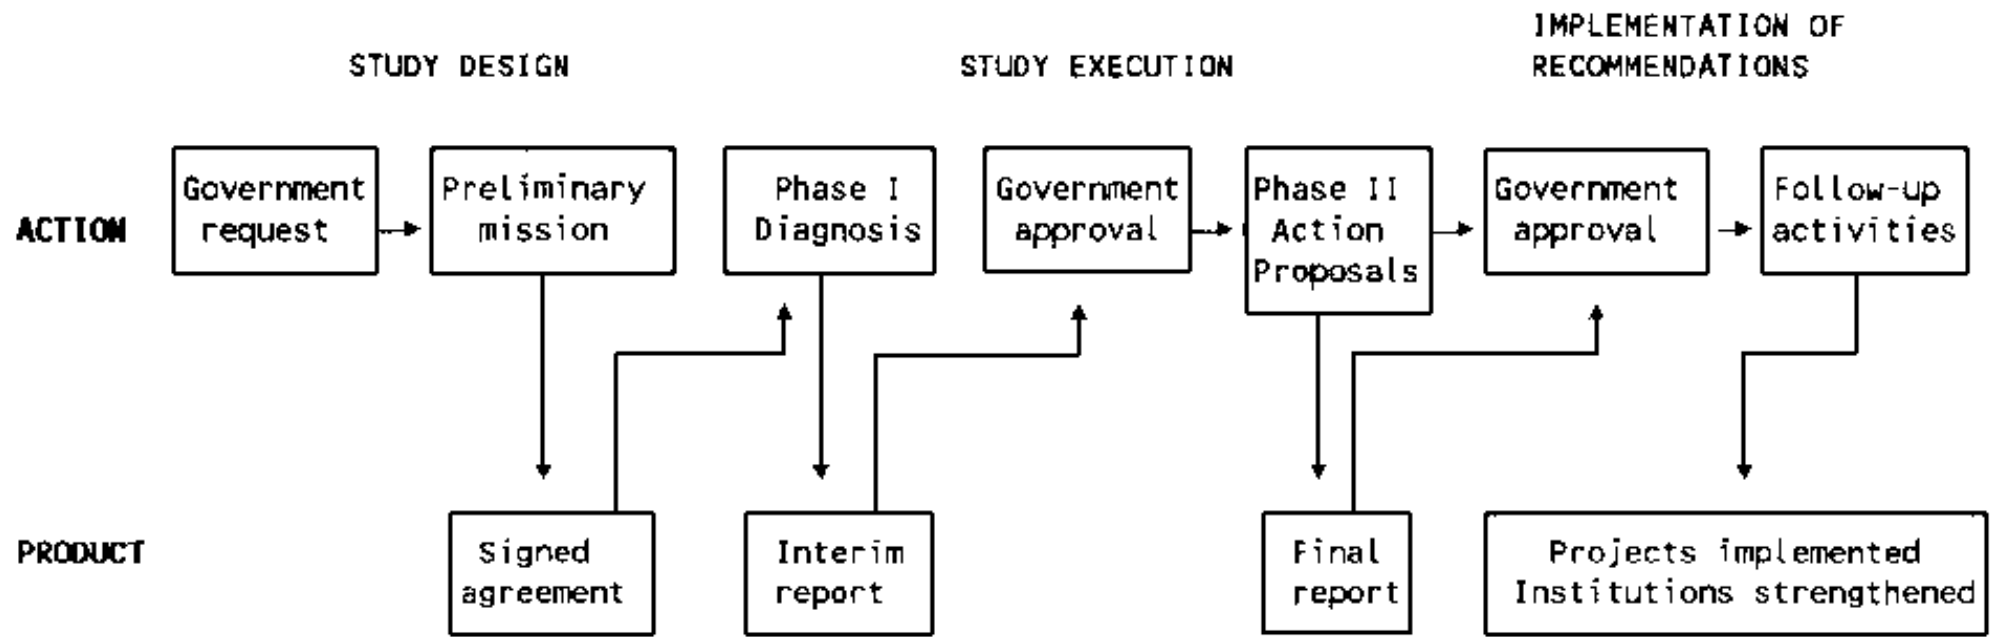 IMPLEMENTATION OF
STUDY DESIGN STUDY EXECUTION RECOMMENDATIONS
Government
request
Preliminary
mission
Phase I
Diagnosis
Government
approval
Phase II
Action
Proposals
Government
approval
Follow-up
activities
ACTION
Signed
agreement
Interim
report
Final
report
Projects implemented
Institutions strengthened
PRODUCT